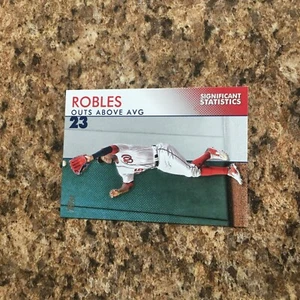 ROBLES
OUTS ABOVE AVG
23
SIGNIFICANT
STATISTICS